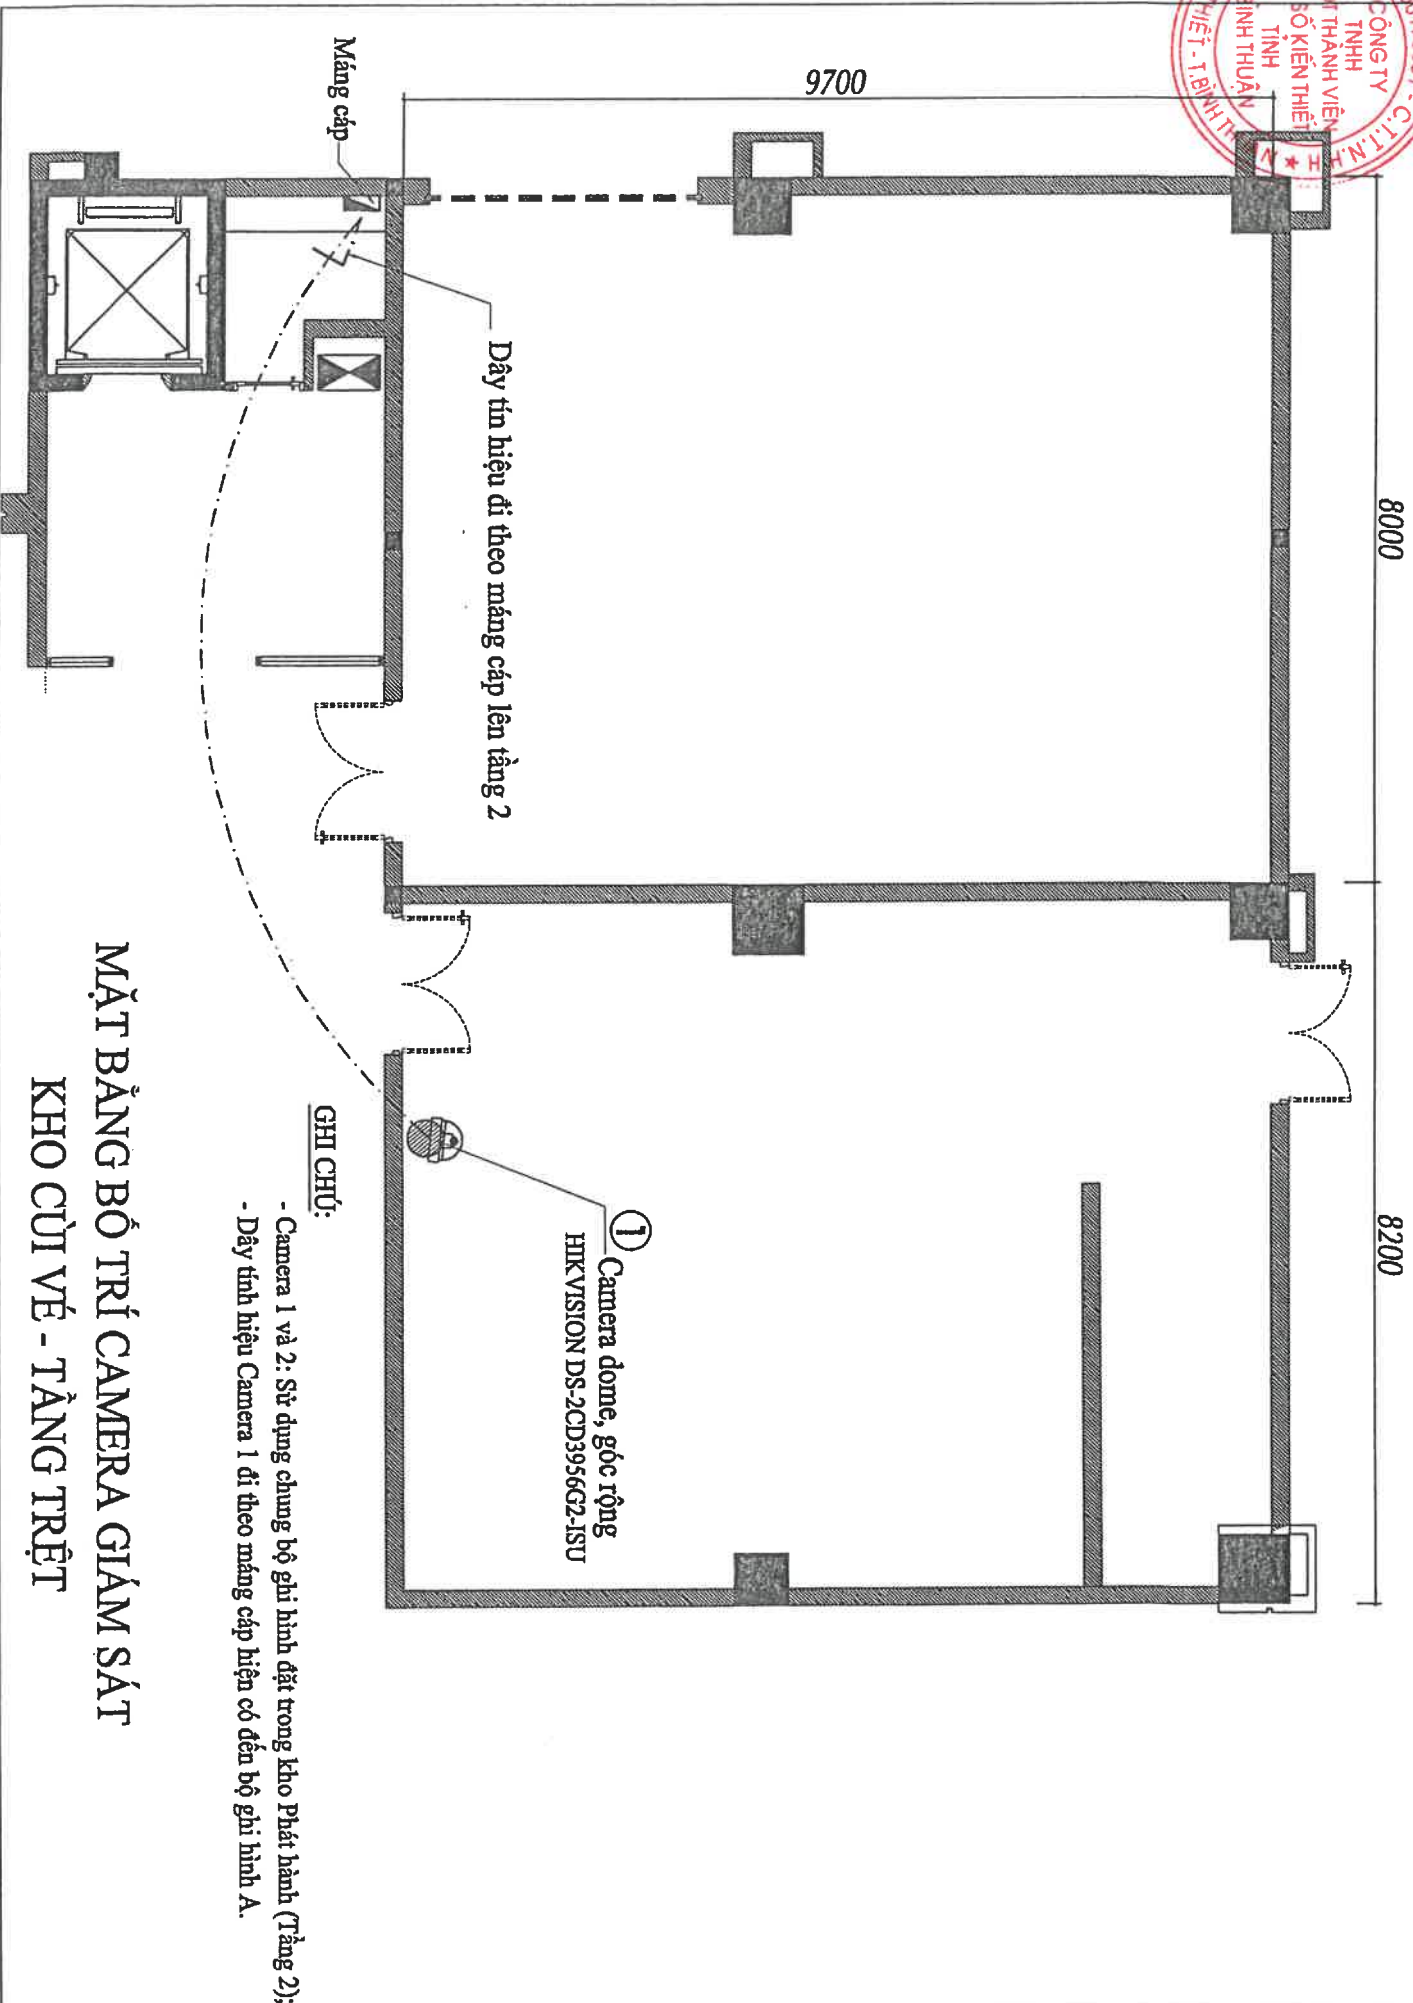 8000
8200
9700
CÔNG TY
TNHH
THÀNH VIÊN
SỐ KIẾN THIẾT
TỈNH
BÌNH THUẬN
C.T.T.N.H.H
T.BÌNH
Máng cáp
Dây tín hiệu đi theo máng cáp lên tầng 2
1
Camera dome, góc rộng
HIKVISION DS-2CD3956G2-ISU
GHI CHÚ:
- Camera 1 và 2: Sử dụng chung bộ ghi hình đặt trong kho Phát hành (Tầng 2);
- Dây tính hiệu Camera 1 đi theo máng cáp hiện có đến bộ ghi hình A.
MẶT BẰNG BỐ TRÍ CAMERA GIÁM SÁT
KHO CÙI VÉ - TẦNG TRỆT